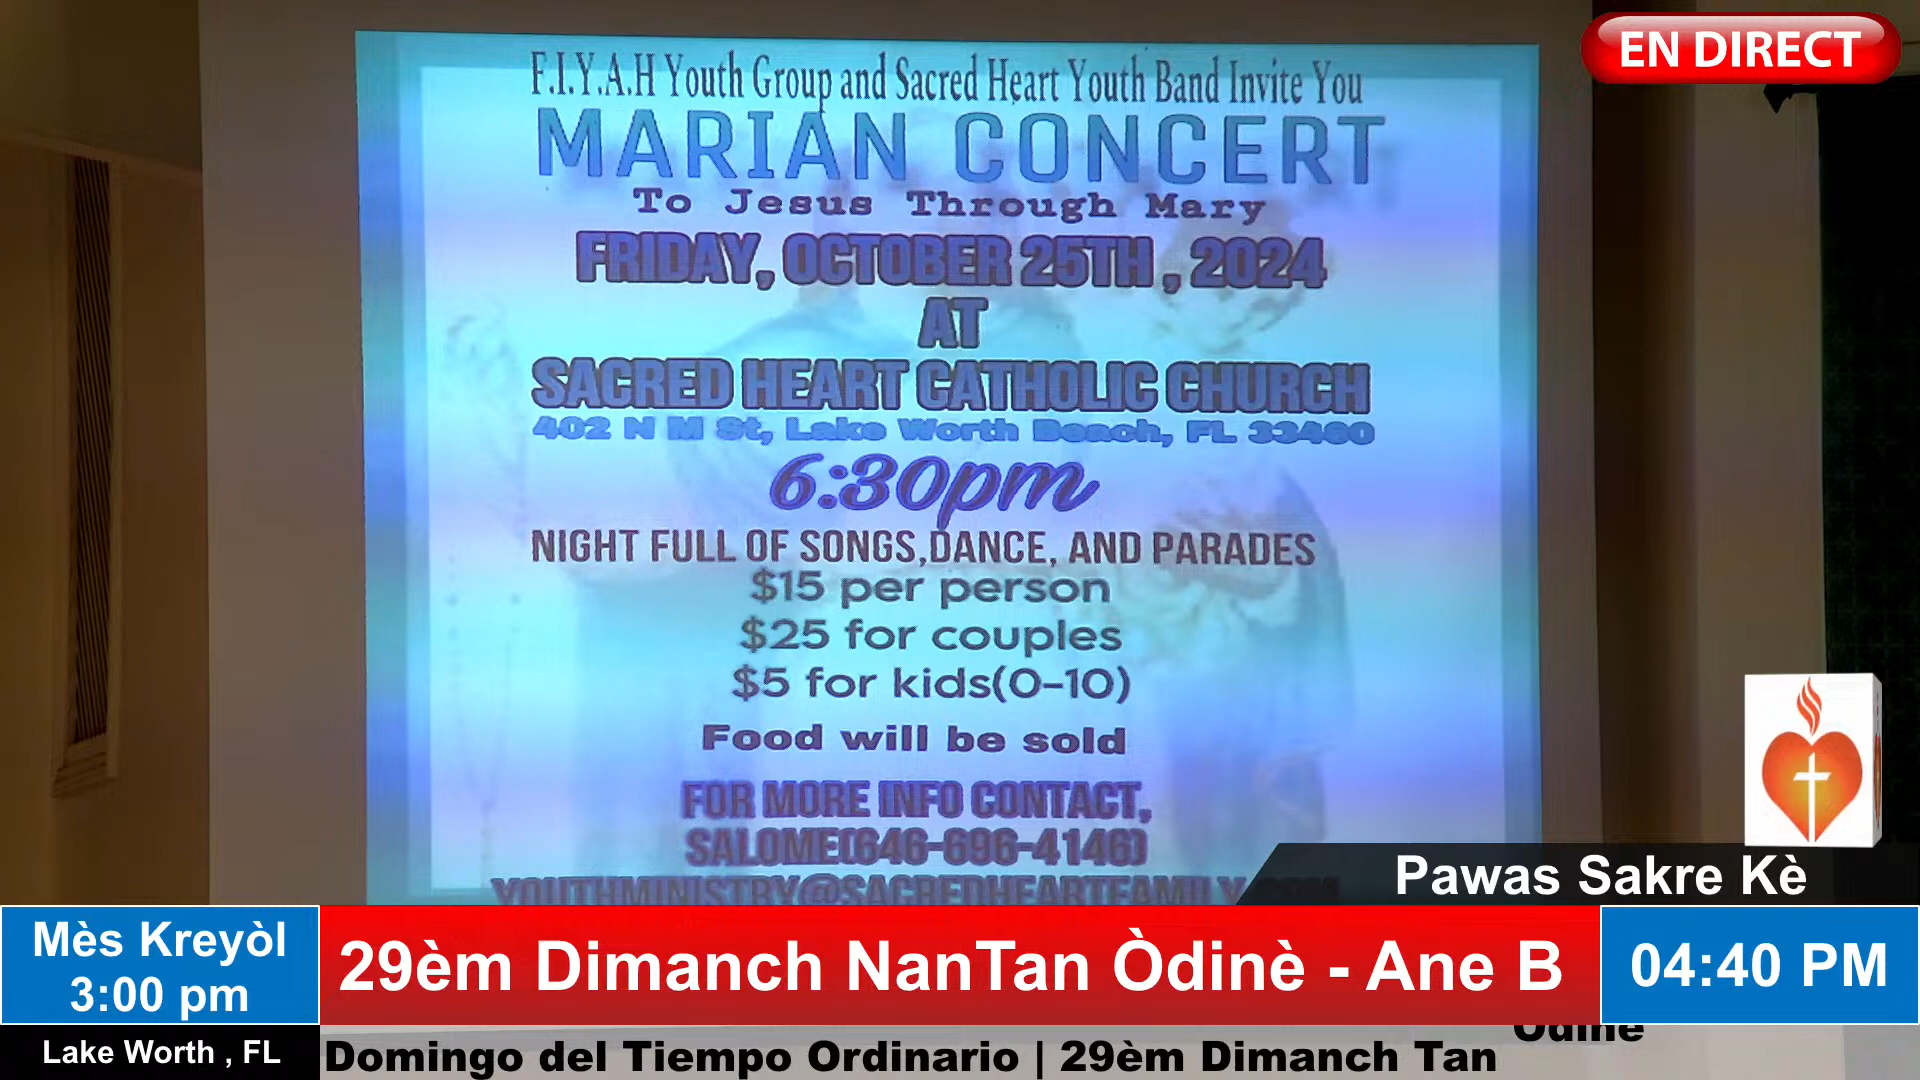 EN DIRECT
F.I.Y.A.H Youth Group and Sacred Heart Youth Band Invite You
MARIAN CONCERT
To Jesus Through Mary
FRIDAY, OCTOBER 25TH , 2024
AT
SACRED HEART CATHOLIC CHURCH
402 N M St, Lake Worth Beach, FL 33460
6:30pm
NIGHT FULL OF SONGS,DANCE, AND PARADES
$15 per person
$25 for couples
$5 for kids(0-10)
Food will be sold
FOR MORE INFO CONTACT,
SALOME(646-696-4146)
YOUTHMINISTRY@SACREDHEARTFAMILY.COM
Pawas Sakre Kè
Mès Kreyòl
3:00 pm
29èm Dimanch NanTan Òdinè - Ane B
04:40 PM
Lake Worth , FL
Domingo del Tiempo Ordinario | 29èm Dimanch Tan